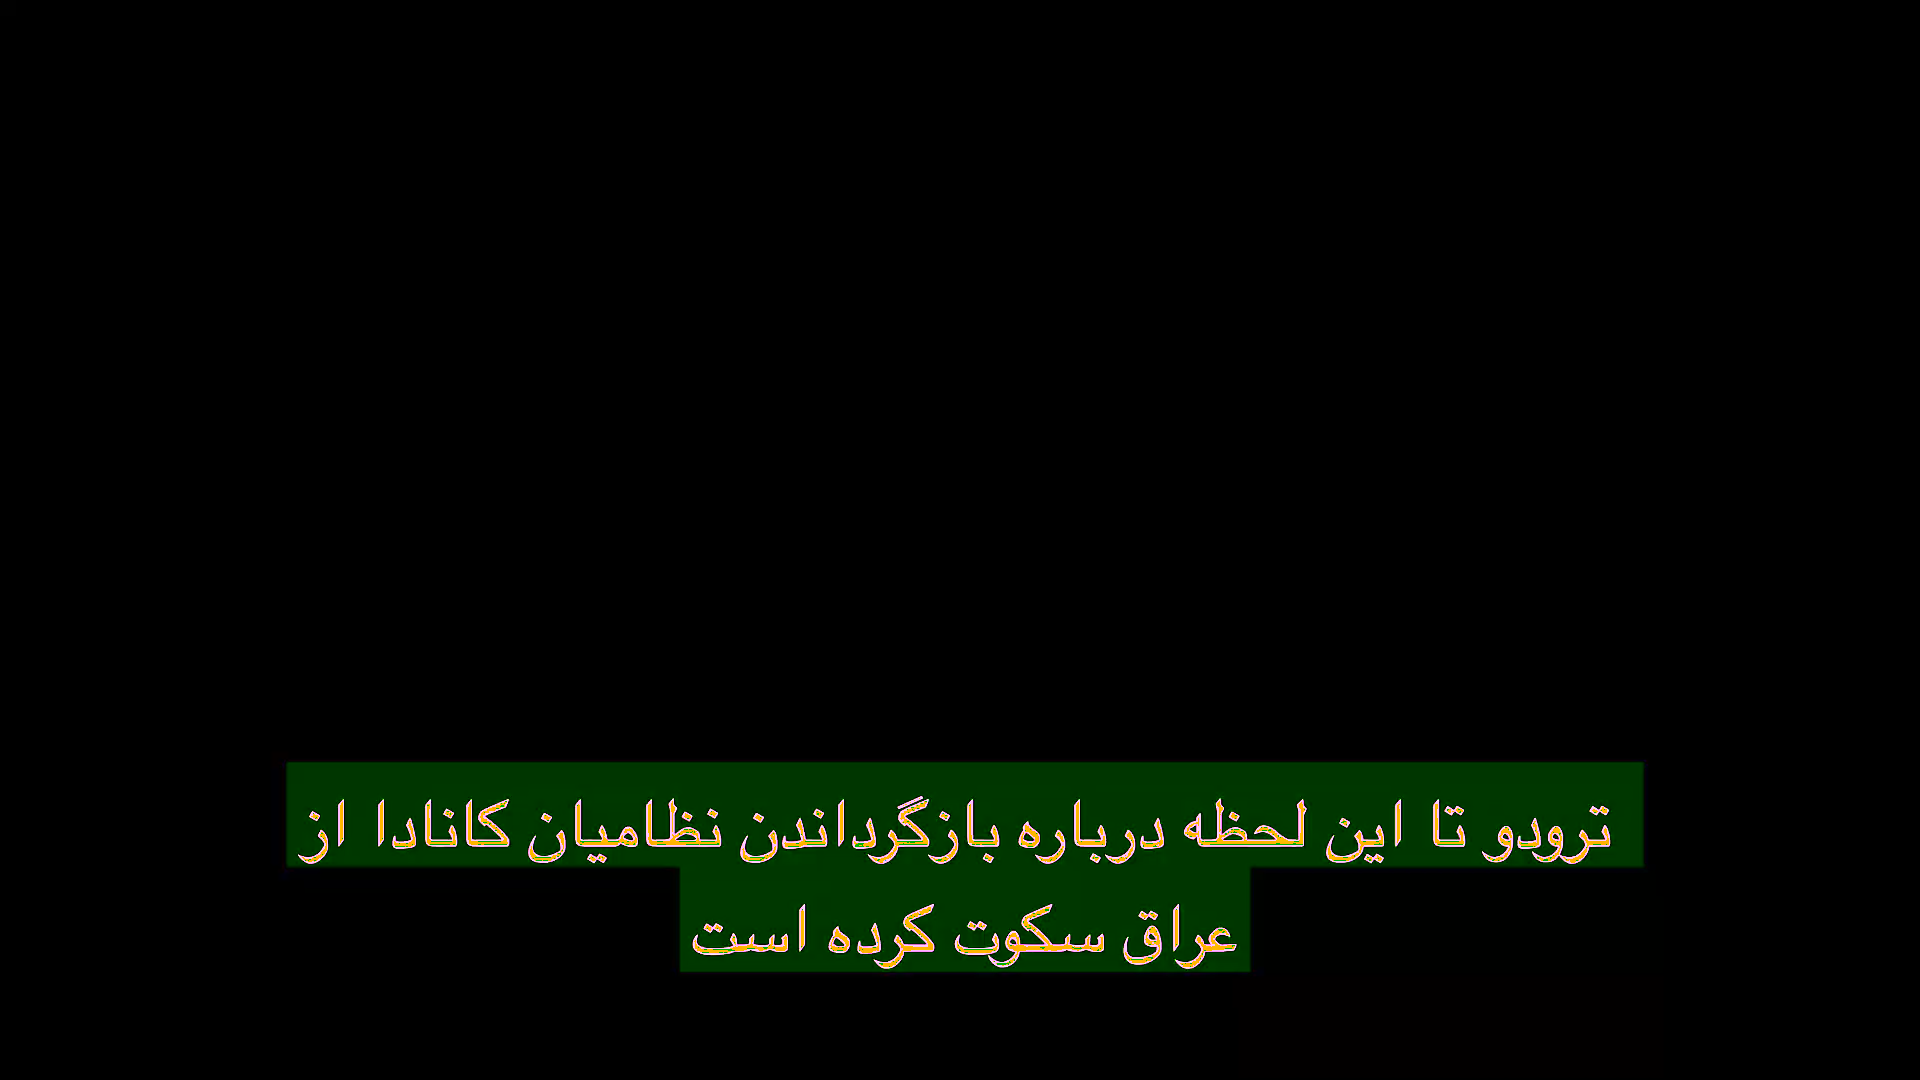 ترودو تا این لحظه درباره بازگرداندن نظامیان کانادا از
عراق سکوت کرده است